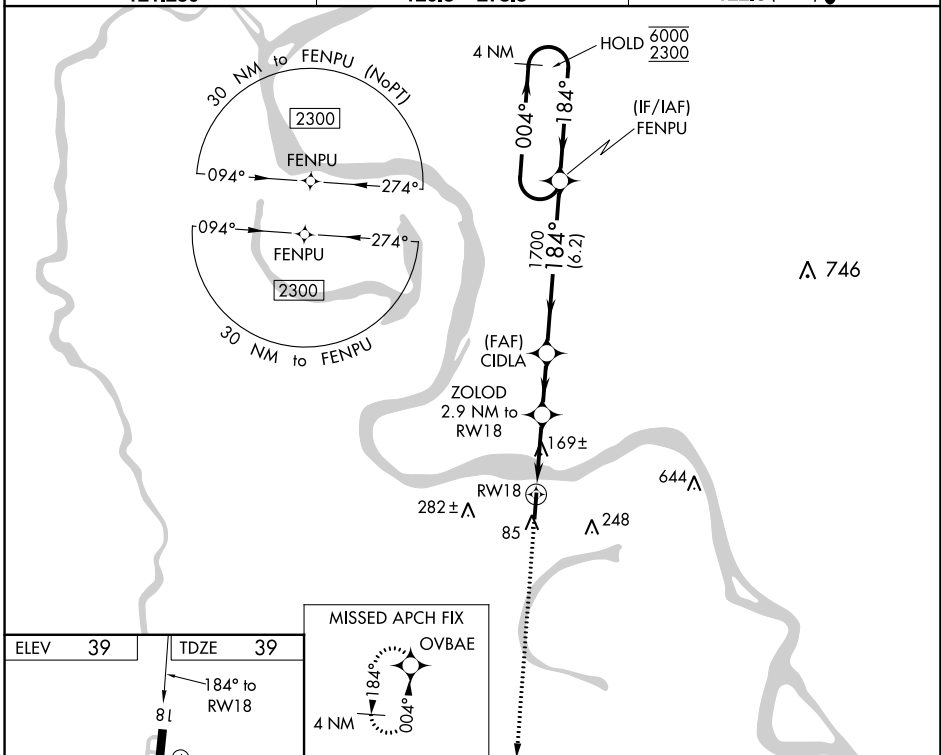 30 NM to FENPU (NoPT)
2300
FENPU
094°
274°
094°
274°
FENPU
2300
30 NM to FENPU
4 NM
HOLD 6000
2300
004°
184°
(IF/IAF)
FENPU
1700
184°
(6.2)
746
(FAF)
CIDLA
ZOLOD
2.9 NM to
RW18
169±
RW18
644
282±
85
248
MISSED APCH FIX
OVBAE
184°
004°
4 NM
ELEV 39
TDZE 39
184° to
RW18
18